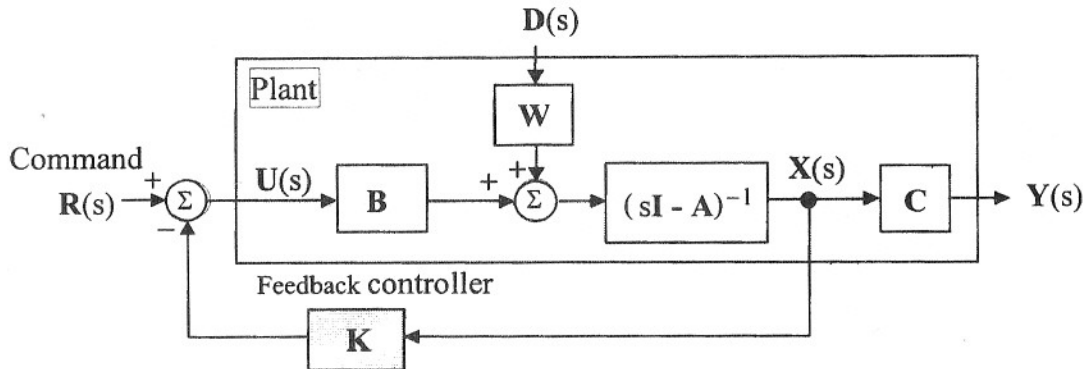 D(s)
Plant
W
Command
R(s)
+
−
Σ
U(s)
B
+
+
Σ
(sI - A)⁻¹
X(s)
C
Y(s)
Feedback controller
K